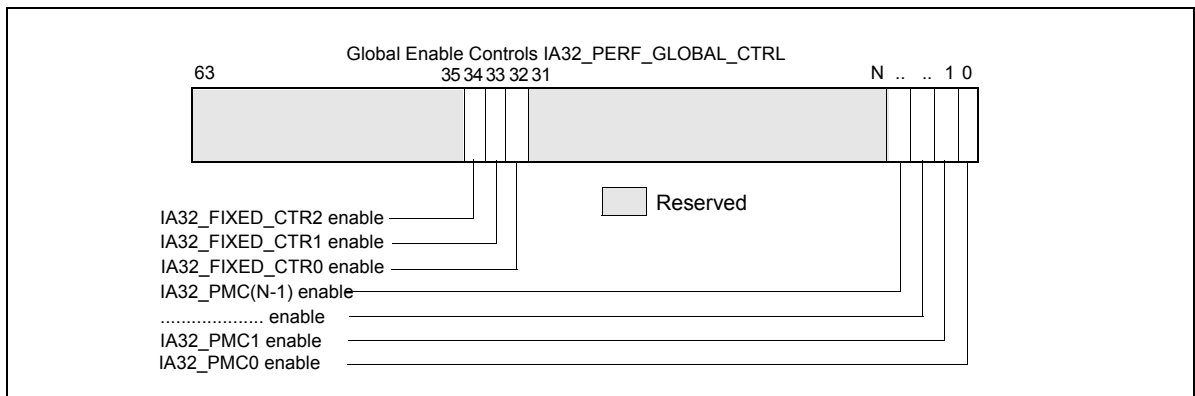 Global Enable Controls IA32_PERF_GLOBAL_CTRL
63 35 34 33 32 31 N .. .. 1 0
Reserved
IA32_FIXED_CTR2 enable
IA32_FIXED_CTR1 enable
IA32_FIXED_CTR0 enable
IA32_PMC(N-1) enable
.................... enable
IA32_PMC1 enable
IA32_PMC0 enable